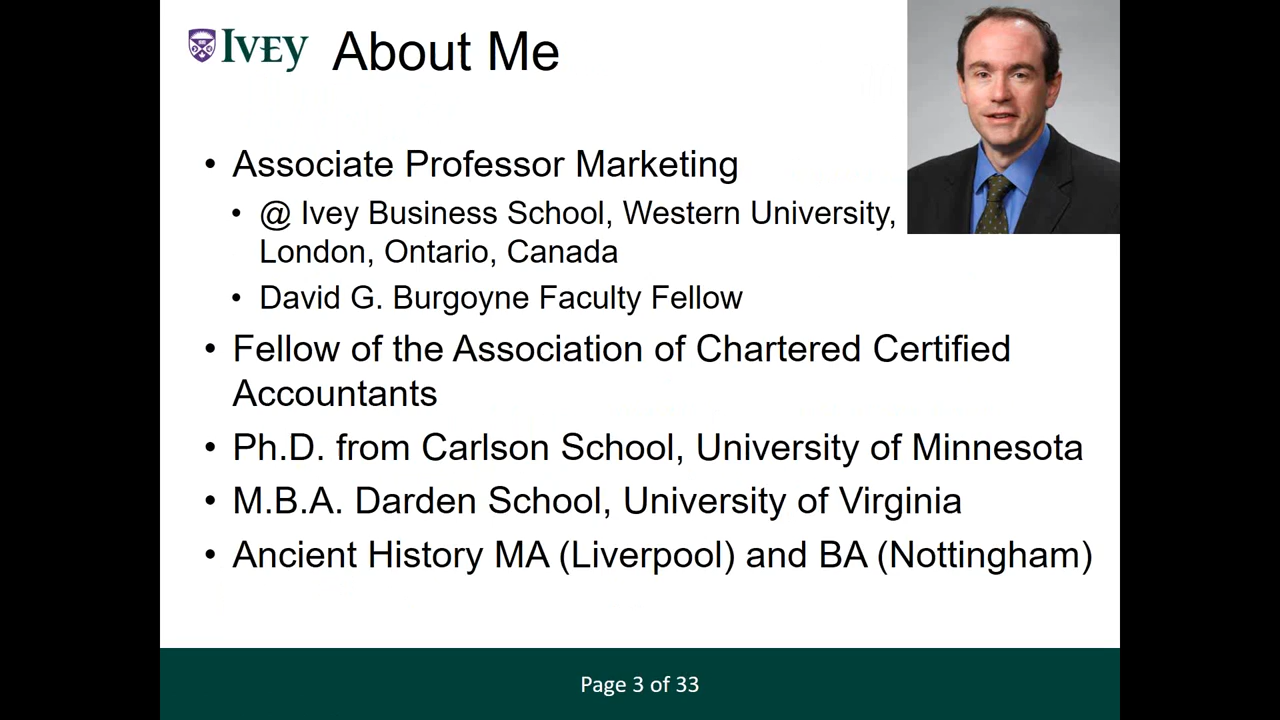 IVEY About Me
• Associate Professor Marketing
• @ Ivey Business School, Western University,
London, Ontario, Canada
• David G. Burgoyne Faculty Fellow
• Fellow of the Association of Chartered Certified
Accountants
• Ph.D. from Carlson School, University of Minnesota
• M.B.A. Darden School, University of Virginia
• Ancient History MA (Liverpool) and BA (Nottingham)
Page 3 of 33